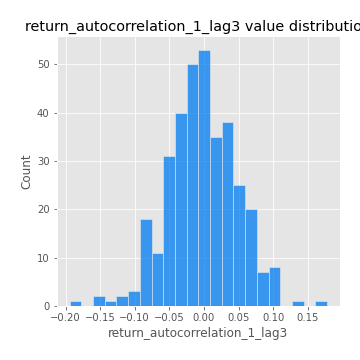 return_autocorrelation_1_lag3 value distributio
50
40
30
20
10
0
Count
−0.20 −0.15 −0.10 −0.05 0.00 0.05 0.10 0.15
return_autocorrelation_1_lag3